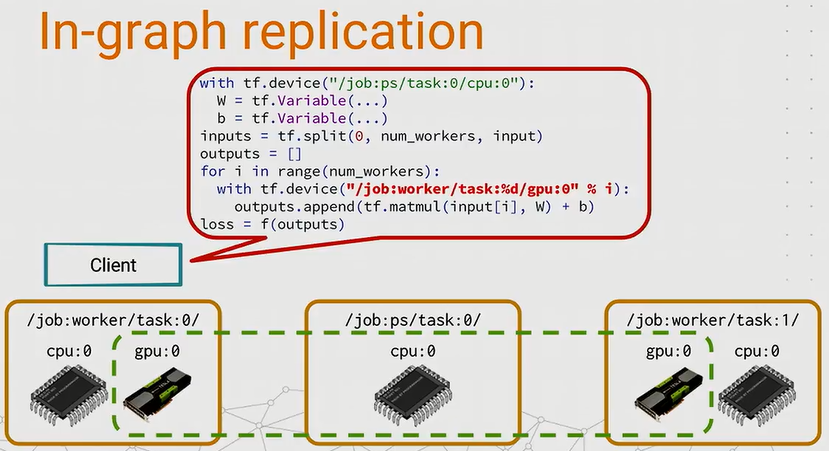 In-graph replication
with tf.device("/job:ps/task:0/cpu:0"):
  W = tf.Variable(...)
  b = tf.Variable(...)
inputs = tf.split(0, num_workers, input)
outputs = []
for i in range(num_workers):
  with tf.device("/job:worker/task:%d/gpu:0" % i):
    outputs.append(tf.matmul(input[i], W) + b)
loss = f(outputs)
Client
/job:worker/task:0/
cpu:0 gpu:0
/job:ps/task:0/
cpu:0
/job:worker/task:1/
gpu:0 cpu:0